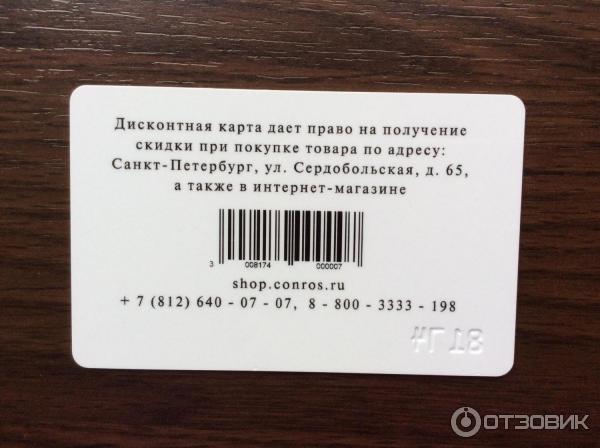 Дисконтная карта дает право на получение
скидки при покупке товара по адресу:
Санкт-Петербург, ул. Сердобольская, д. 65,
а также в интернет-магазине
3 008174 000007
shop.conros.ru
+ 7 (812) 640 - 07 - 07, 8 - 800 - 3333 - 198
ОТЗОВИК